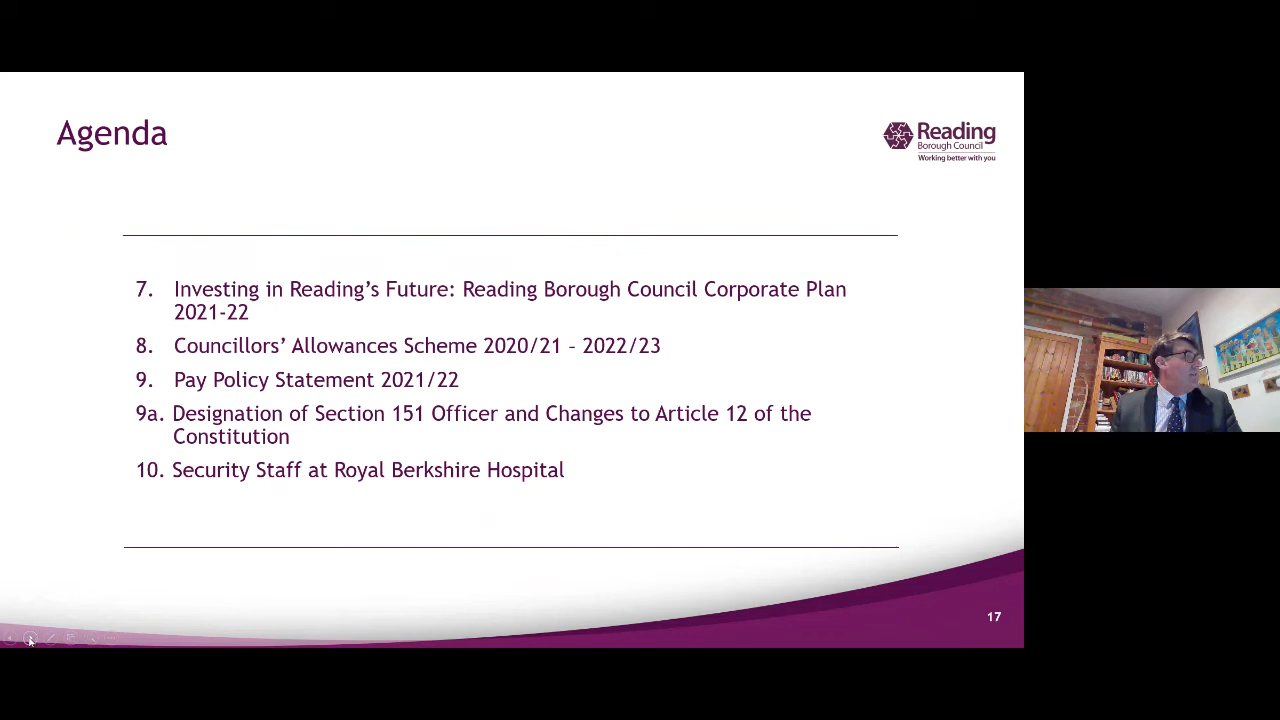 Agenda
Reading
Borough Council
Working better with you
7. Investing in Reading’s Future: Reading Borough Council Corporate Plan
2021-22
8. Councillors’ Allowances Scheme 2020/21 – 2022/23
9. Pay Policy Statement 2021/22
9a. Designation of Section 151 Officer and Changes to Article 12 of the
Constitution
10. Security Staff at Royal Berkshire Hospital
17